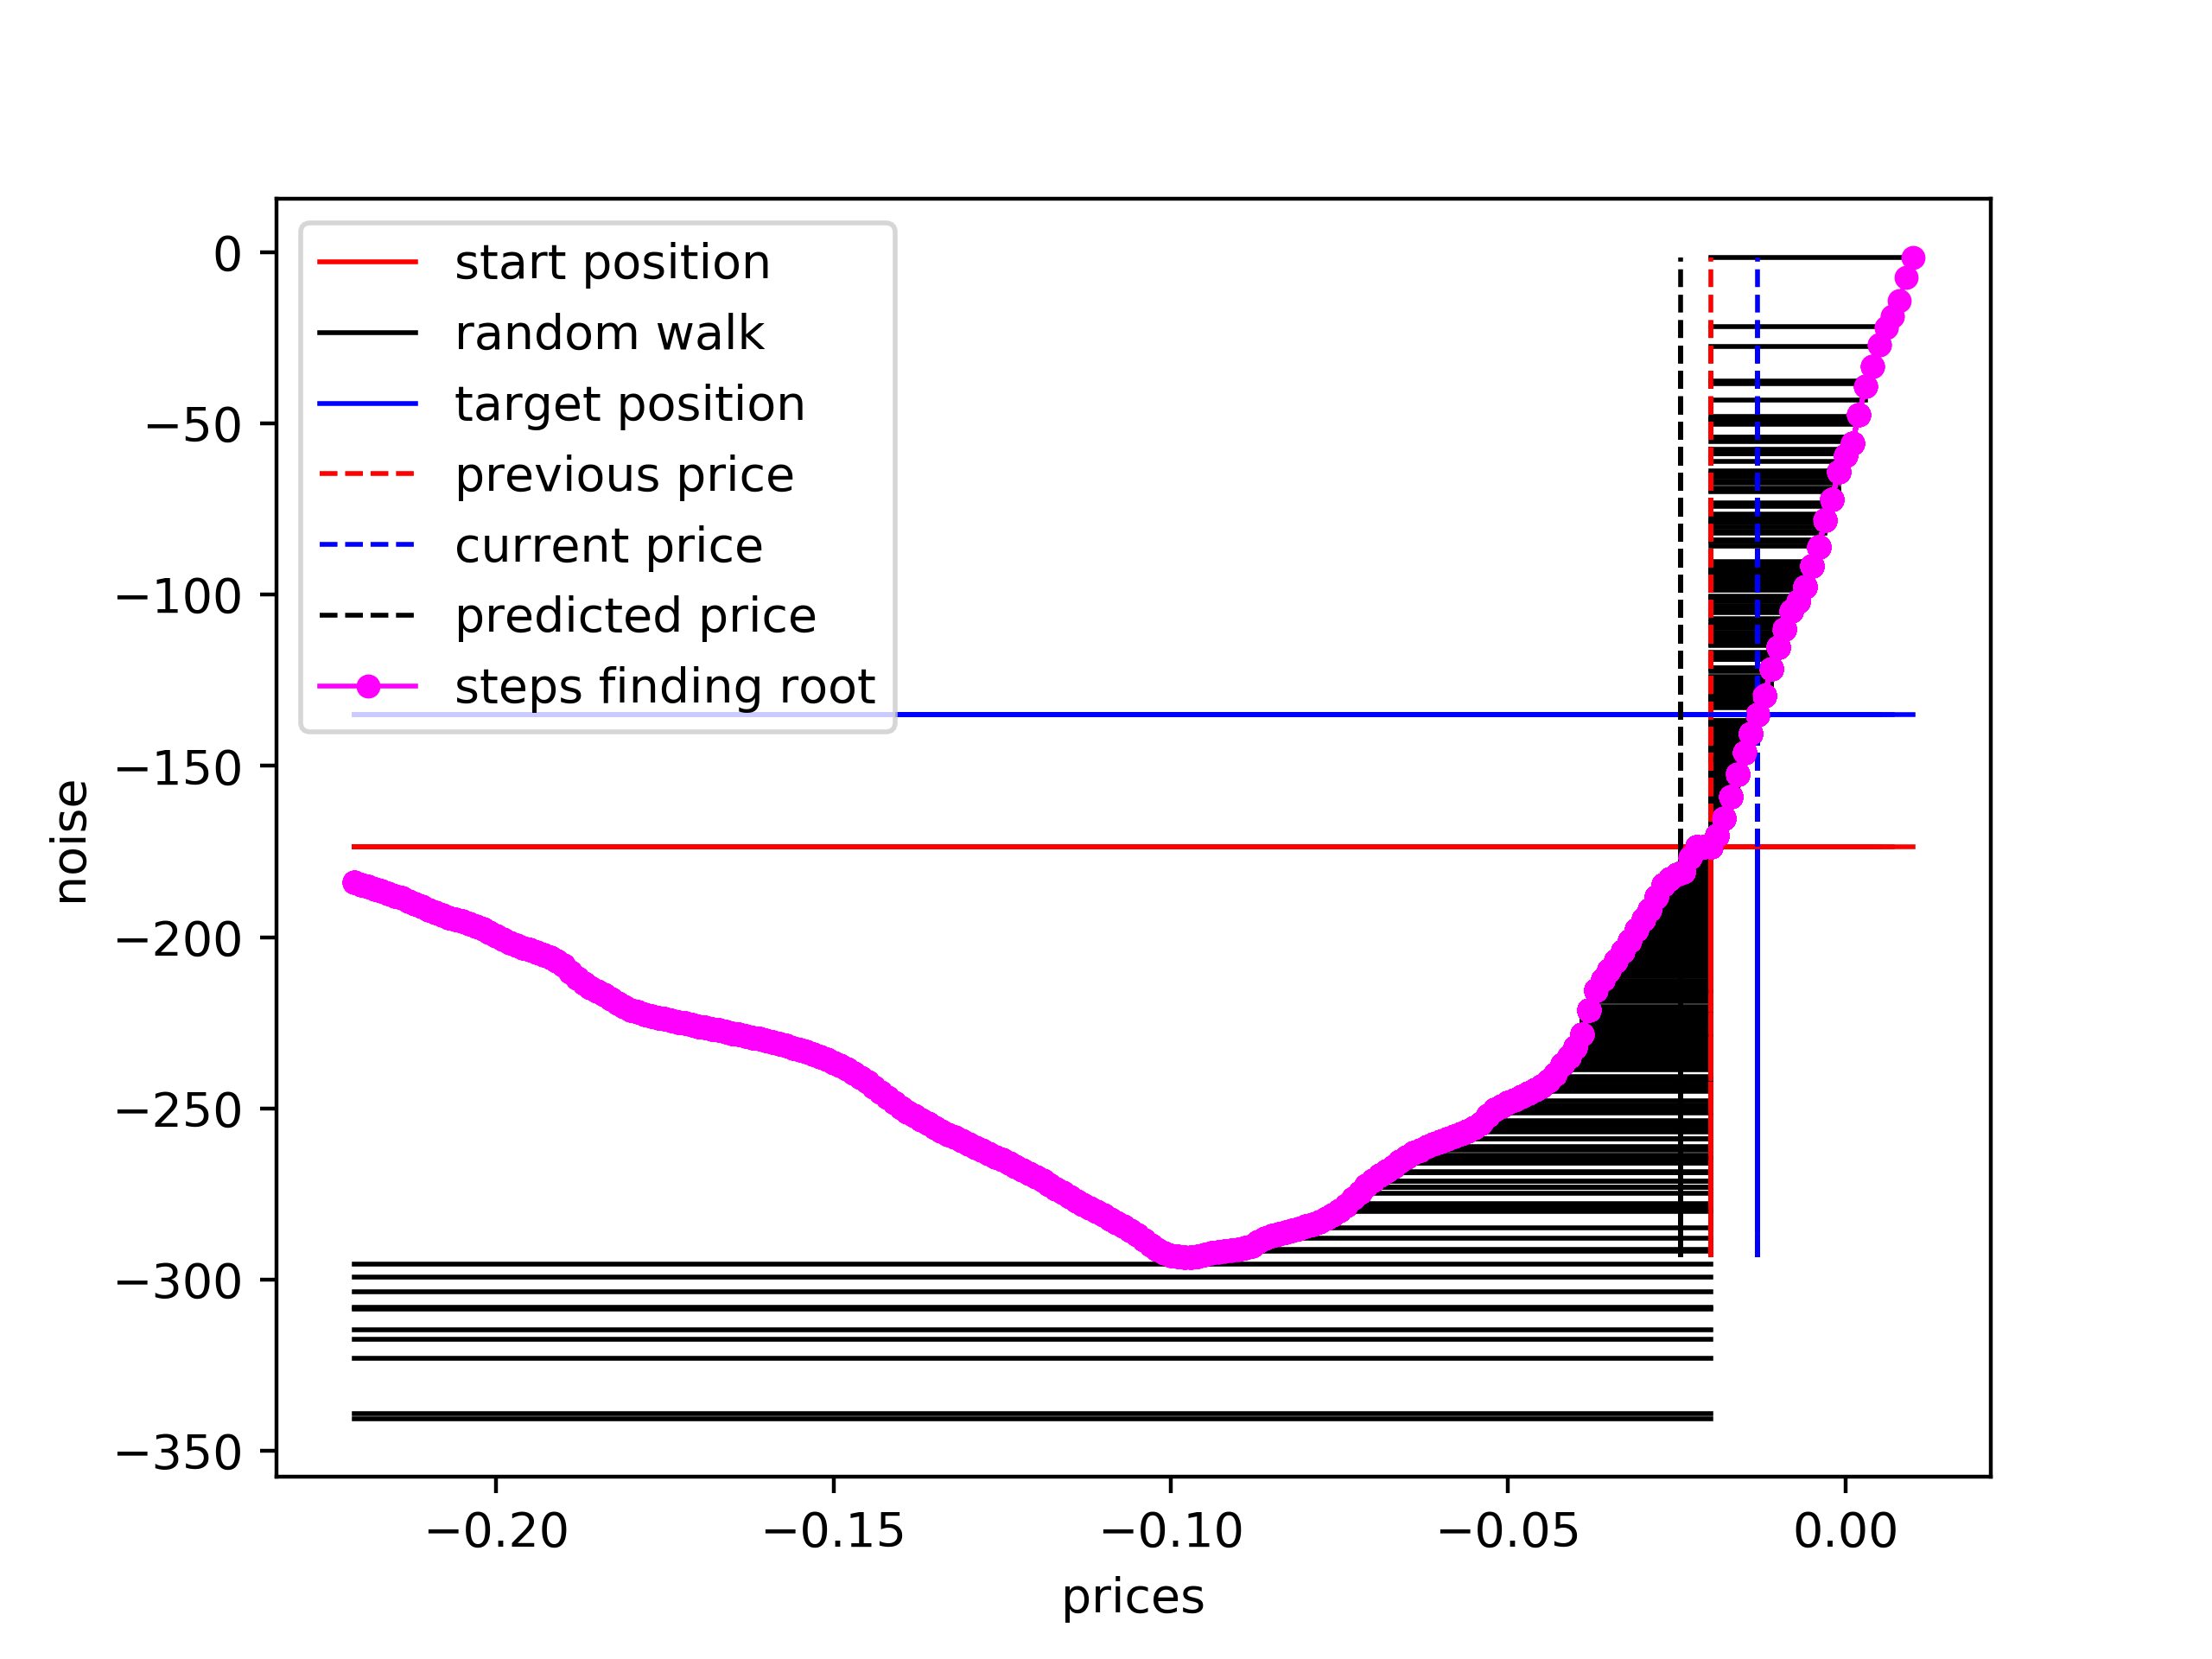 start position
random walk
target position
previous price
current price
predicted price
steps finding root
0
−50
−100
−150
−200
−250
−300
−350
noise
−0.20
−0.15
−0.10
−0.05
0.00
prices